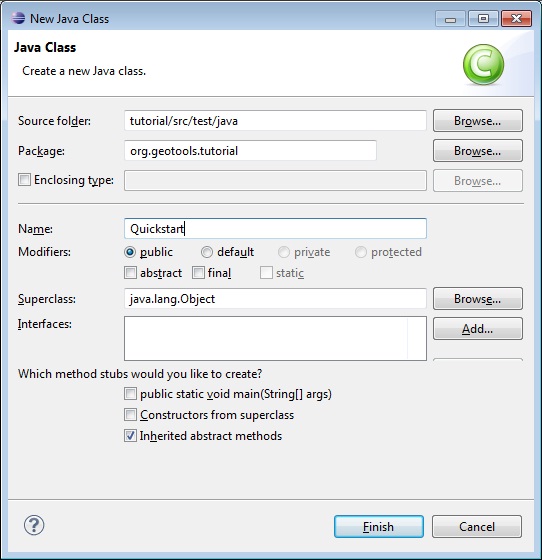 New Java Class
Java Class
Create a new Java class.
C
Source folder: tutorial/src/test/java Browse...
Package: org.geotools.tutorial Browse...
Enclosing type: Browse...
Name: Quickstart
Modifiers: public default private protected
abstract final static
Superclass: java.lang.Object Browse...
Interfaces: Add...
Which method stubs would you like to create?
public static void main(String[] args)
Constructors from superclass
Inherited abstract methods
? Finish Cancel